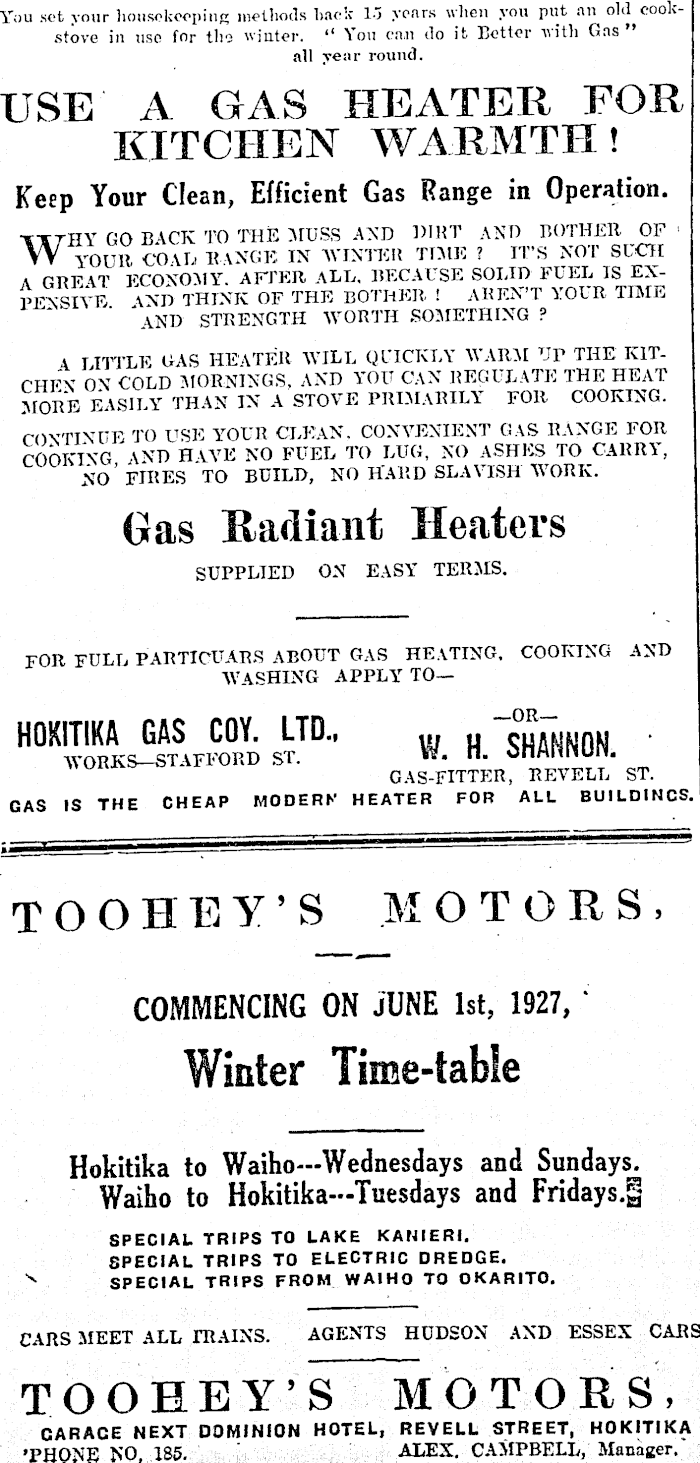 You set your housekeeping methods back 15 years when you put an old cook-
stove in use for the winter. " You can do it Better with Gas "
all year round.
USE A GAS HEATER FOR
KITCHEN WARMTH !
Keep Your Clean, Efficient Gas Range in Operation.
WHY GO BACK TO THE MUSS AND DIRT AND BOTHER OF
YOUR COAL RANGE IN WINTER TIME ? IT'S NOT SUCH
A GREAT ECONOMY. AFTER ALL, BECAUSE SOLID FUEL IS EX-
PENSIVE. AND THINK OF THE BOTHER ! AREN'T YOUR TIME
AND STRENGTH WORTH SOMETHING ?
A LITTLE GAS HEATER WILL QUICKLY WARM UP THE KIT-
CHEN ON COLD MORNINGS, AND YOU CAN REGULATE THE HEAT
MORE EASILY THAN IN A STOVE PRIMARILY FOR COOKING.
CONTINUE TO USE YOUR CLEAN, CONVENIENT GAS RANGE FOR
COOKING, AND HAVE NO FUEL TO LUG, NO ASHES TO CARRY,
NO FIRES TO BUILD, NO HARD SLAVISH WORK.
Gas Radiant Heaters
SUPPLIED ON EASY TERMS.
FOR FULL PARTICUARS ABOUT GAS HEATING, COOKING AND
WASHING APPLY TO—
HOKITIKA GAS COY. LTD.,
WORKS—STAFFORD ST.
—OR—
W. H. SHANNON.
GAS-FITTER, REVELL ST.
GAS IS THE CHEAP MODERN HEATER FOR ALL BUILDINGS.
TOOHEY'S MOTORS,
COMMENCING ON JUNE 1st, 1927,
Winter Time-table
Hokitika to Waiho---Wednesdays and Sundays.
Waiho to Hokitika---Tuesdays and Fridays.
SPECIAL TRIPS TO LAKE KANIERI.
SPECIAL TRIPS TO ELECTRIC DREDGE.
SPECIAL TRIPS FROM WAIHO TO OKARITO.
CARS MEET ALL TRAINS. AGENTS HUDSON AND ESSEX CARS
TOOHEY'S MOTORS,
GARAGE NEXT DOMINION HOTEL, REVELL STREET, HOKITIKA
'PHONE NO, 185. ALEX. CAMPBELL, Manager.